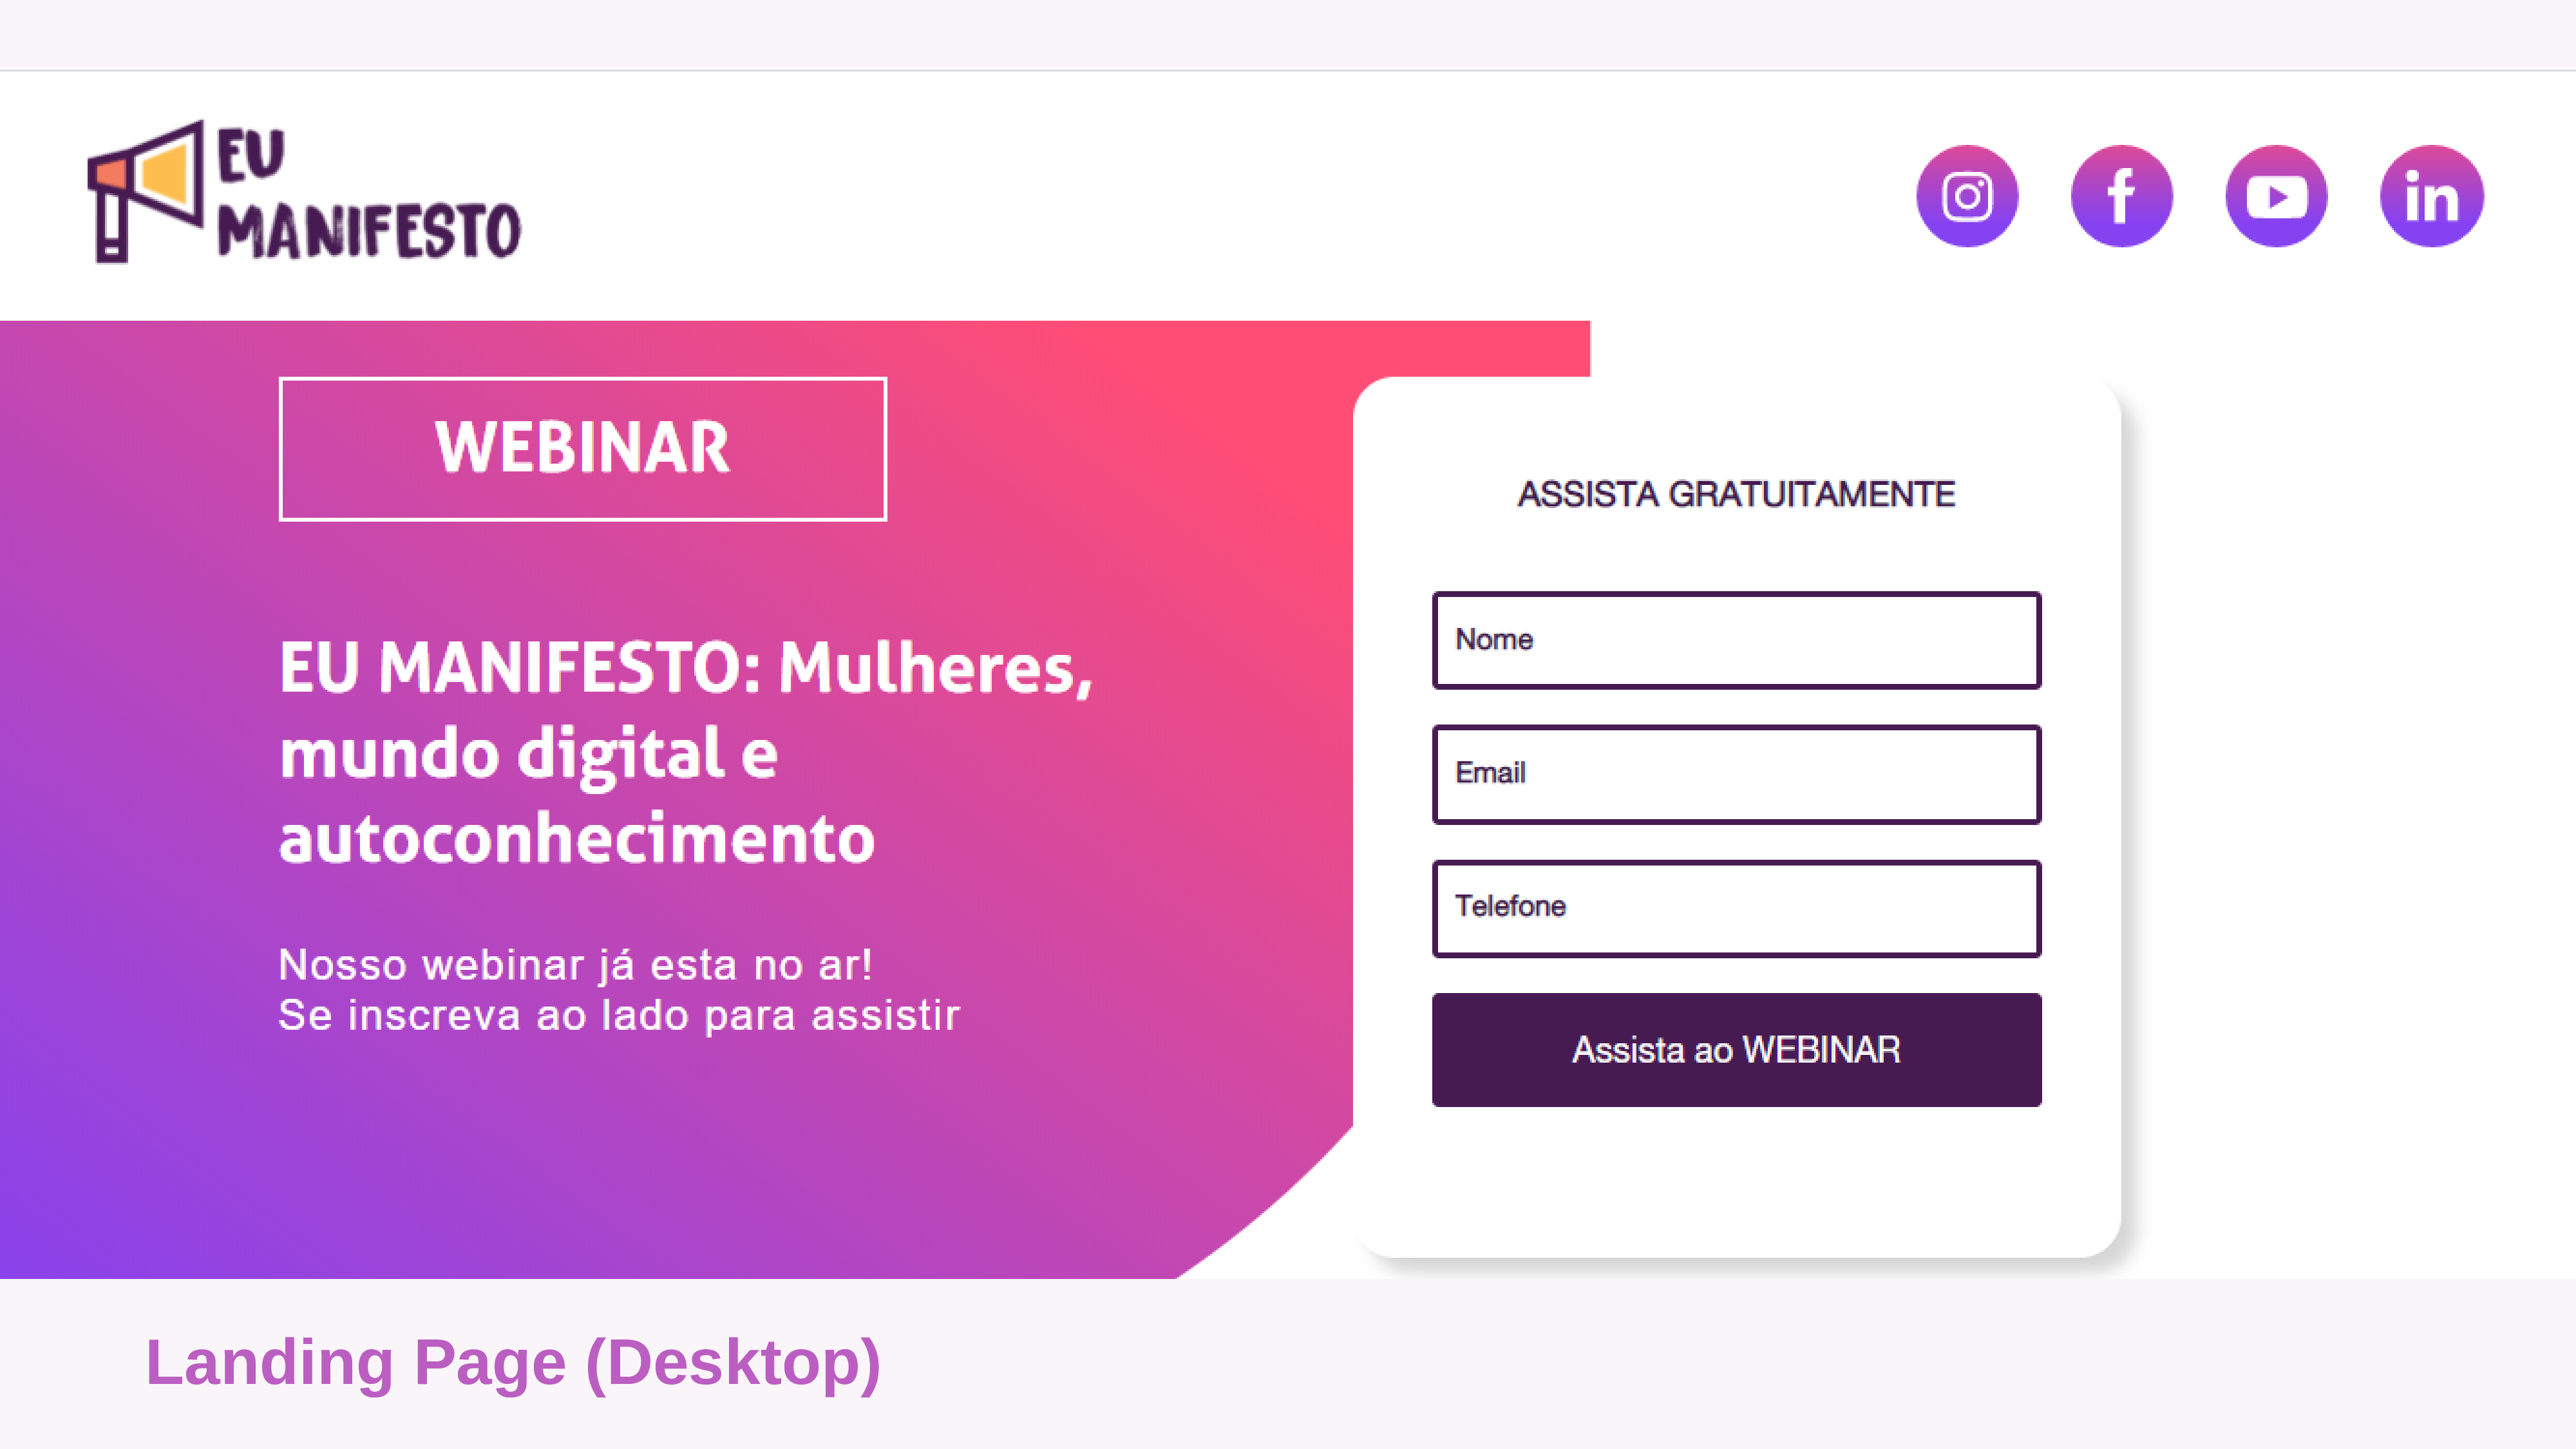 EU
MANIFESTO
WEBINAR
EU MANIFESTO: Mulheres,
mundo digital e
autoconhecimento
Nosso webinar já esta no ar!
Se inscreva ao lado para assistir
ASSISTA GRATUITAMENTE
Nome
Email
Telefone
Assista ao WEBINAR
Landing Page (Desktop)